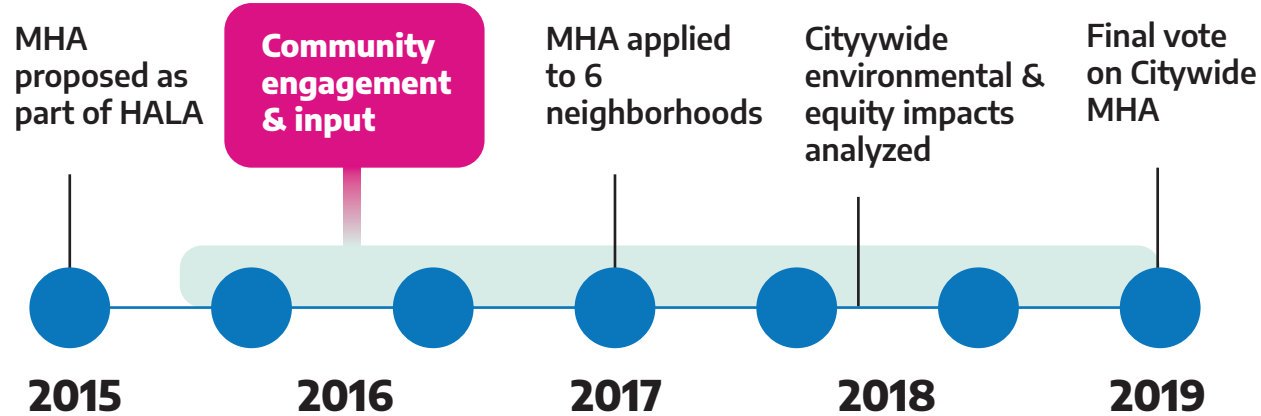 MHA
proposed as
part of HALA
Community
engagement
& input
MHA applied
to 6
neighborhoods
Cityywide
environmental &
equity impacts
analyzed
Final vote
on Citywide
MHA
2015
2016
2017
2018
2019